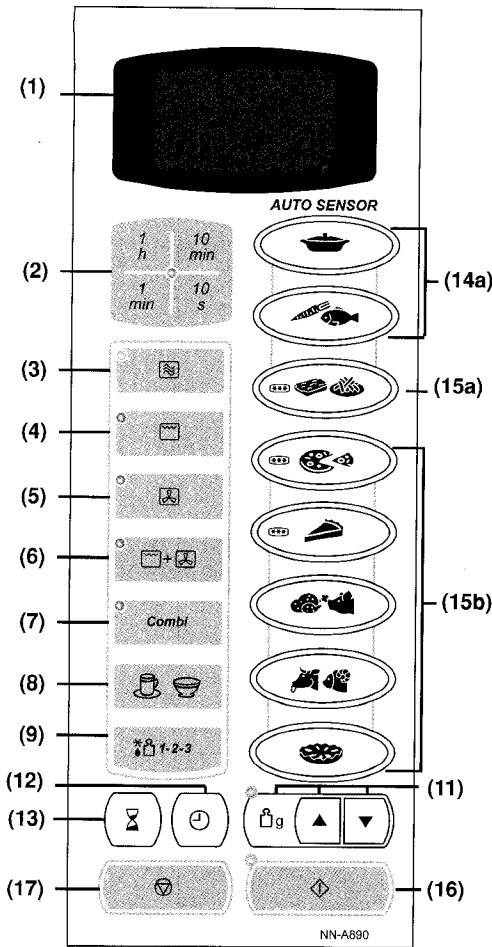 (1)
AUTO SENSOR
(2)
1 h
10 min
1 min
10 s
(14a)
(3)
(15a)
(4)
(5)
(6)
+
(7)
Combi
(15b)
(8)
(9)
1-2-3
(12)
(11)
(13)
g
(17)
(16)
NN-A890